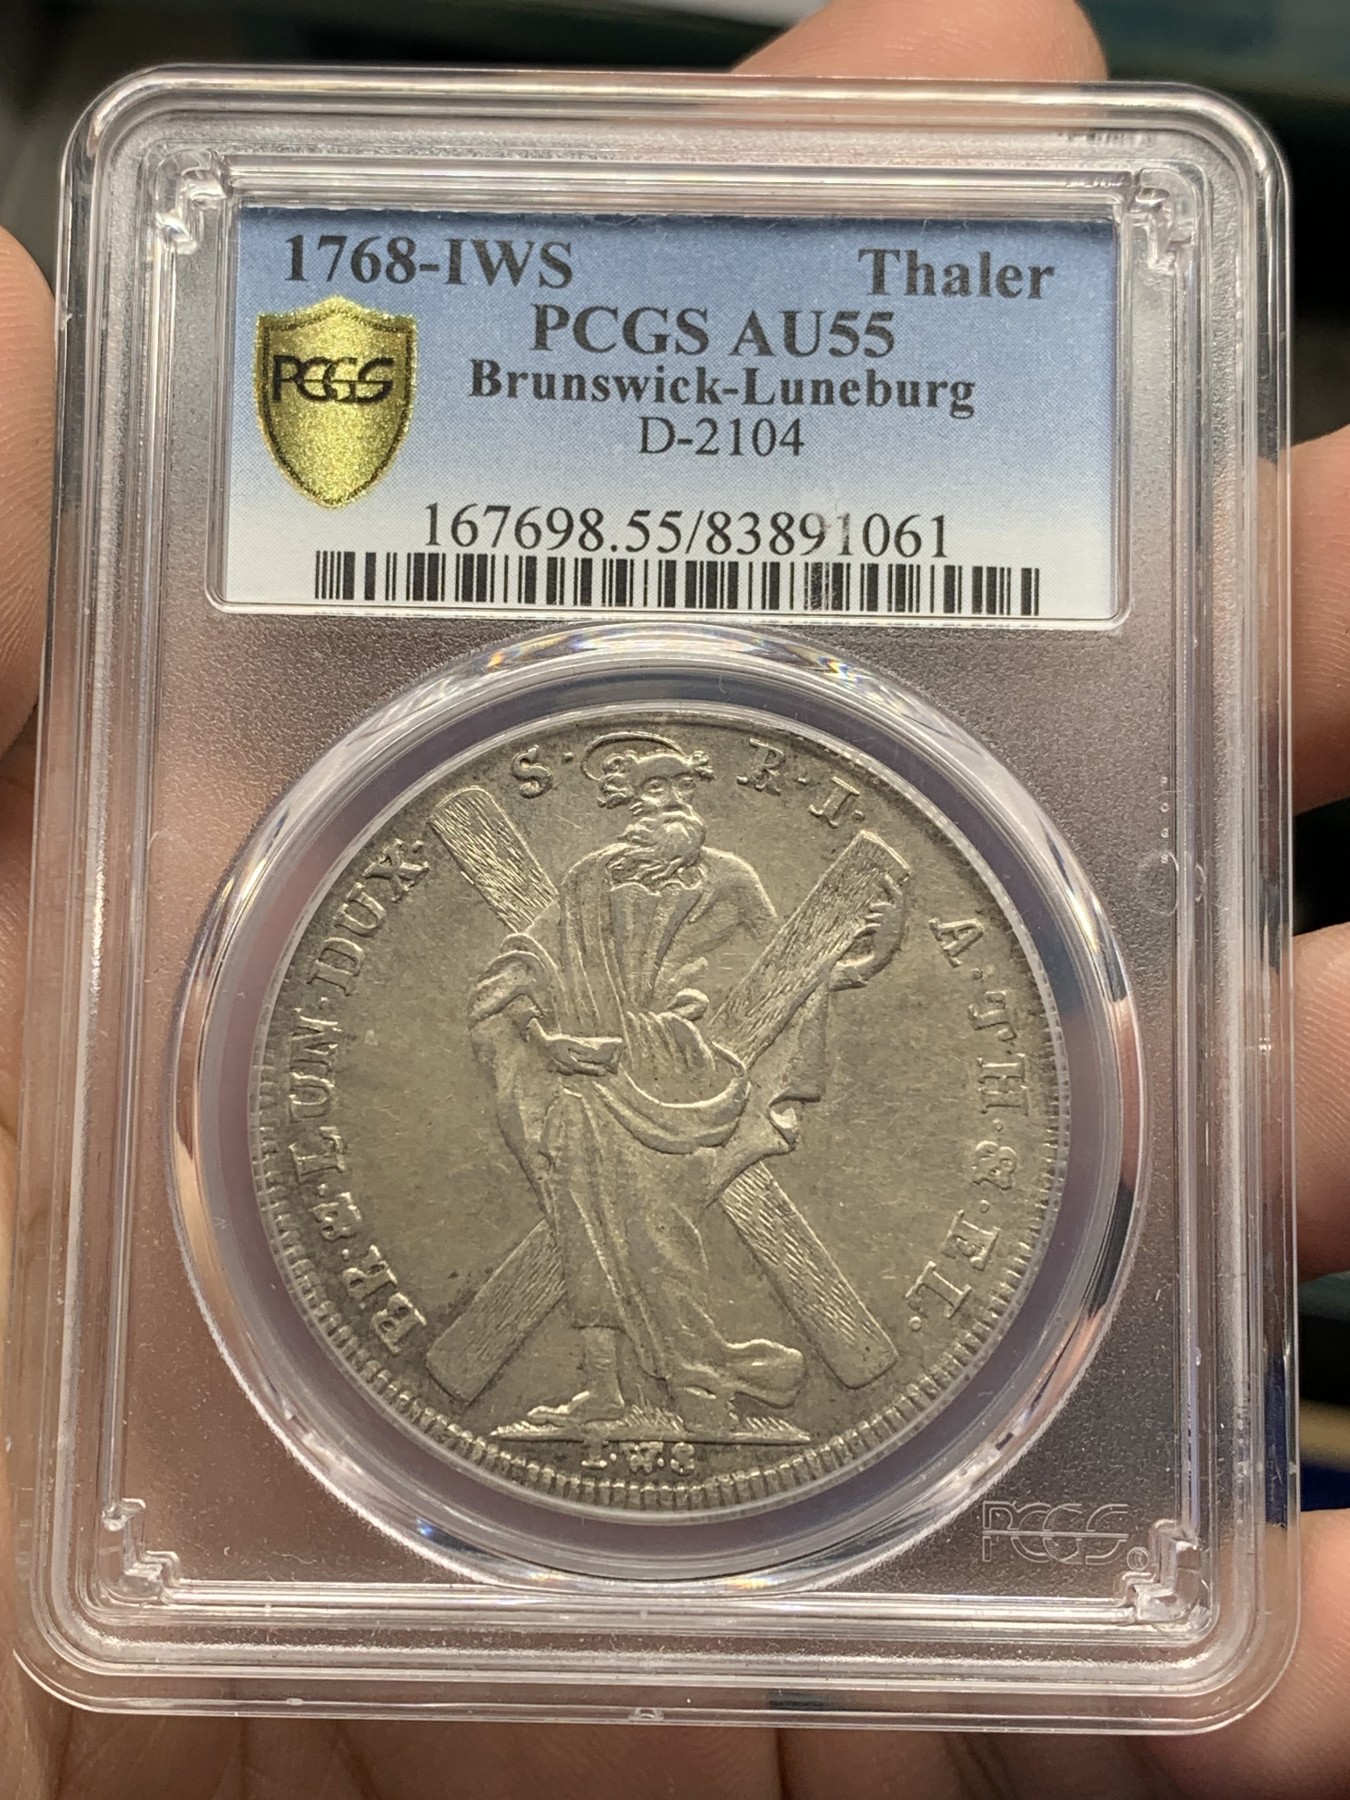 1768-IWS Thaler
PCGS AU55
PCGS
Brunswick-Luneburg
D-2104
167698.55/83891061
BR·&·LUN·DUX· S· R·I· A·TH·&·EL·
I·W·S
PCGS